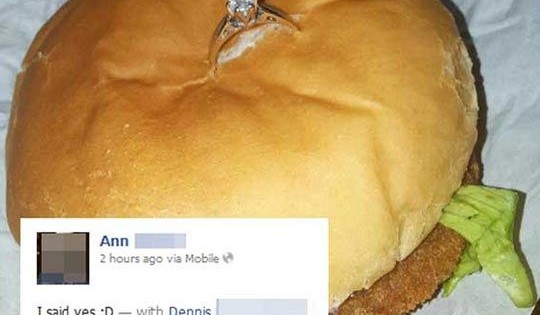 Ann
2 hours ago via Mobile
I said yes :D — with Dennis